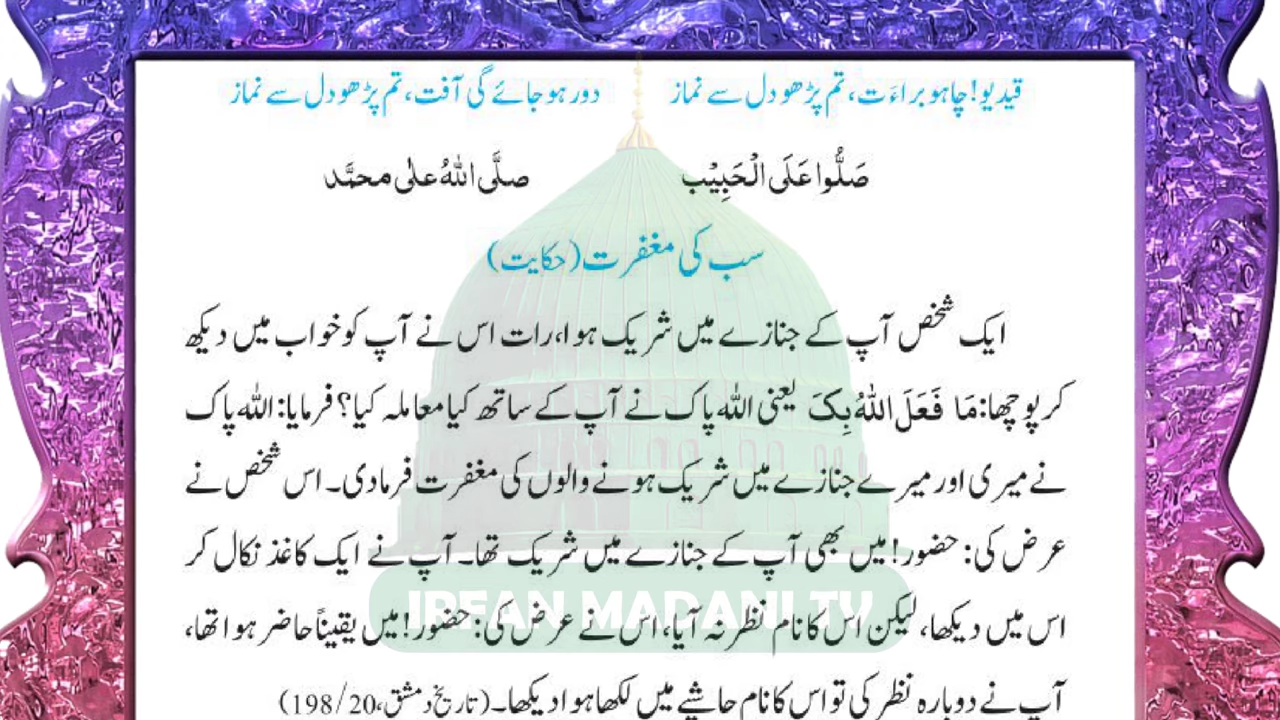 قیدیو! چاہو براءَت، تم پڑھو دل سے نماز دور ہو جائے گی آفت، تم پڑھو دل سے نماز
صَلُّوا عَلَی الْحَبِیْب صلَّی اللہُ علٰی محمَّد
سب کی مغفرت (حکایت)
ایک شخص آپ کے جنازے میں شریک ہوا، رات اس نے آپ کو خواب میں دیکھ
کر پوچھا: مَا فَعَلَ اللہُ بِکَ یعنی اللہ پاک نے آپ کے ساتھ کیا معاملہ کیا؟ فرمایا: اللہ پاک
نے میری اور میرے جنازے میں شریک ہونے والوں کی مغفرت فرما دی۔ اس شخص نے
عرض کی: حضور! میں بھی آپ کے جنازے میں شریک تھا۔ آپ نے ایک کاغذ نکال کر
اس میں دیکھا، لیکن اس کا نام نظر نہ آیا، اس نے عرض کی: حضور! میں یقیناً حاضر ہوا تھا،
IRFAN MADANI TV
آپ نے دوبارہ نظر کی تو اس کا نام حاشیے میں لکھا ہوا دیکھا۔ (تاریخ دمشق، 20/198)